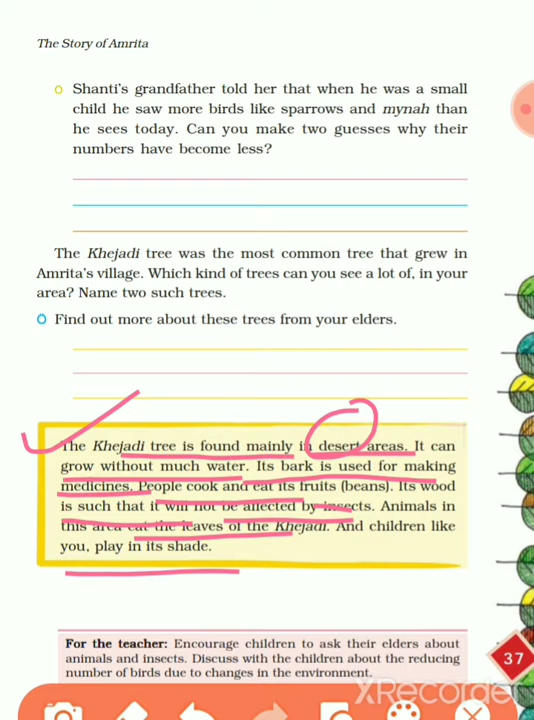 The Story of Amrita
Shanti's grandfather told her that when he was a small
child he saw more birds like sparrows and mynah than
he sees today. Can you make two guesses why their
numbers have become less?
The Khejadi tree was the most common tree that grew in
Amrita's village. Which kind of trees can you see a lot of, in your
area? Name two such trees.
Find out more about these trees from your elders.
The Khejadi tree is found mainly in desert areas. It can
grow without much water. Its bark is used for making
medicines. People cook and eat its fruits (beans). Its wood
is such that it will not be affected by insects. Animals in
this area eat the leaves of the Khejadi. And children like
you, play in its shade.
For the teacher: Encourage children to ask their elders about
animals and insects. Discuss with the children about the reducing
number of birds due to changes in the environment.
37
XRecorder